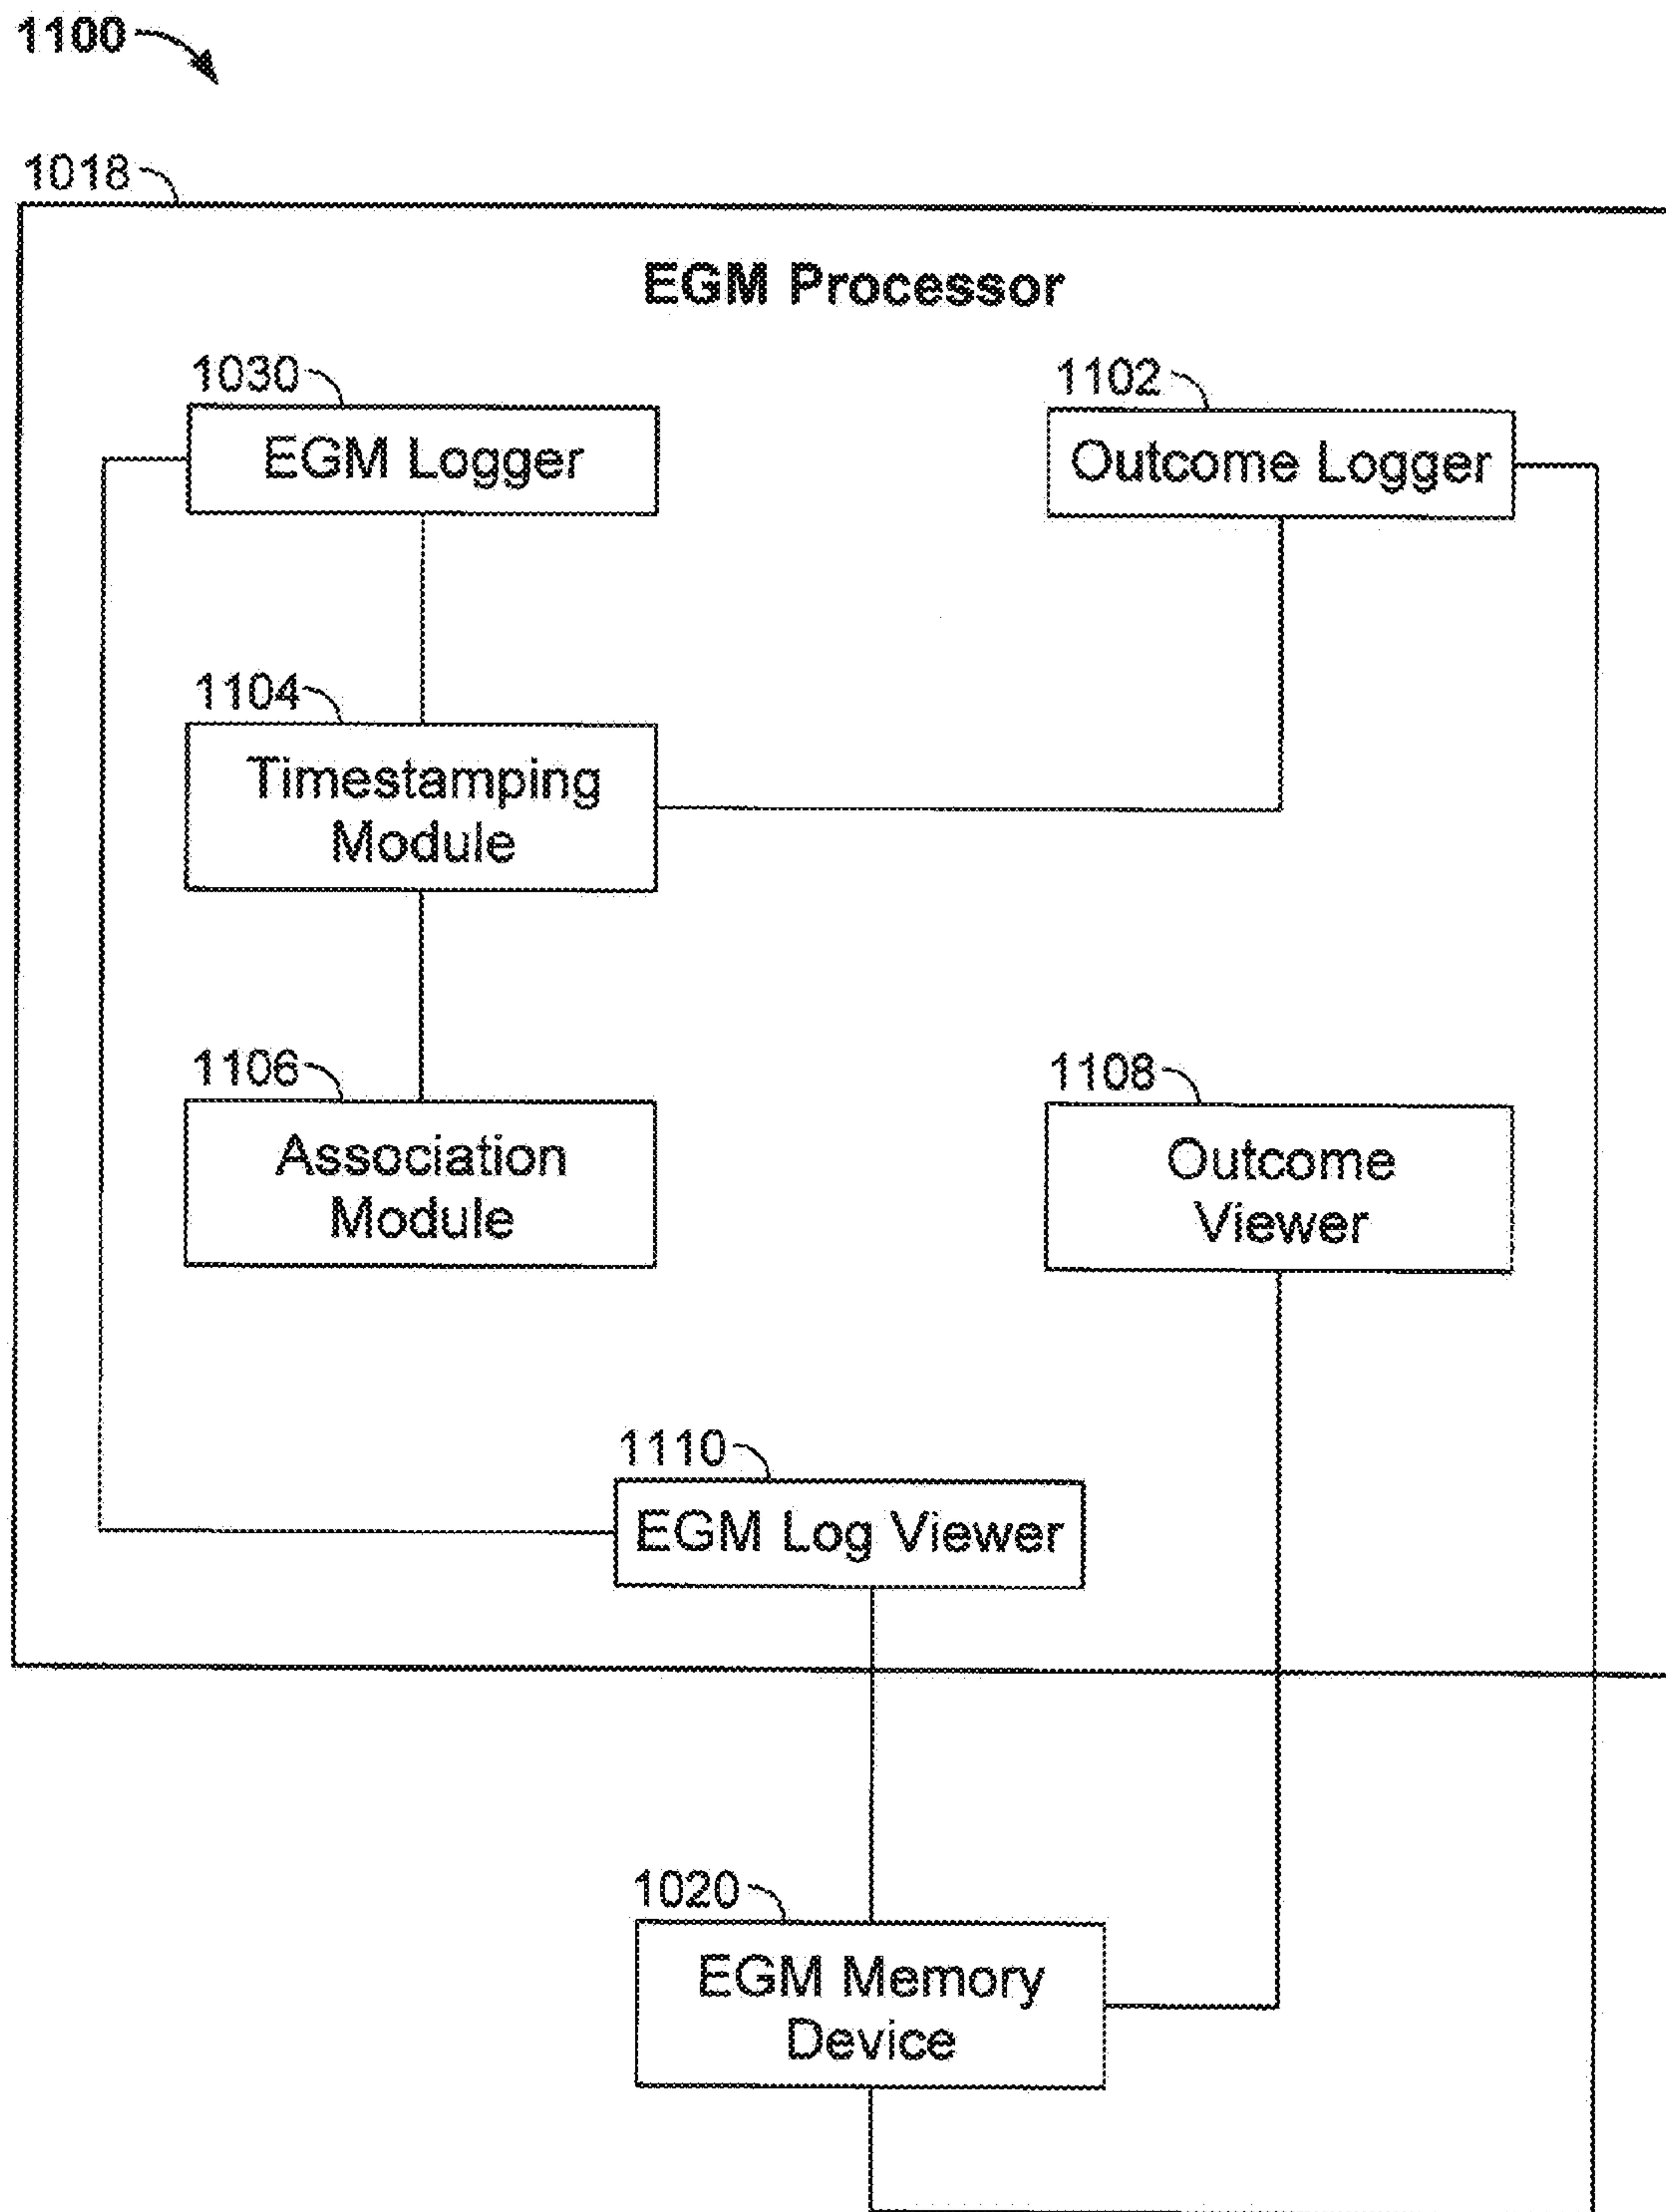 1100
1018
EGM Processor
1030
EGM Logger
1102
Outcome Logger
1104
Timestamping
Module
1106
Association
Module
1108
Outcome
Viewer
1110
EGM Log Viewer
1020
EGM Memory
Device